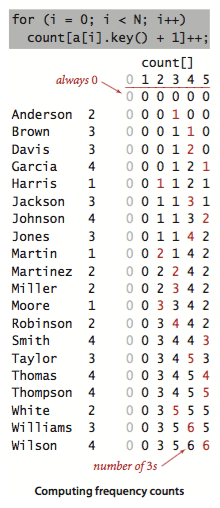 for (i = 0; i < N; i++)
count[a[i].key() + 1]++;
count[]
always 0 0 1 2 3 4 5
0 0 0 0 0 0
Anderson 2 0 0 0 1 0 0
Brown 3 0 0 0 1 1 0
Davis 3 0 0 0 1 2 0
Garcia 4 0 0 0 1 2 1
Harris 1 0 0 1 1 2 1
Jackson 3 0 0 1 1 3 1
Johnson 4 0 0 1 1 3 2
Jones 3 0 0 1 1 4 2
Martin 1 0 0 2 1 4 2
Martinez 2 0 0 2 2 4 2
Miller 2 0 0 2 3 4 2
Moore 1 0 0 3 3 4 2
Robinson 2 0 0 3 4 4 2
Smith 4 0 0 3 4 4 3
Taylor 3 0 0 3 4 5 3
Thomas 4 0 0 3 4 5 4
Thompson 4 0 0 3 4 5 5
White 2 0 0 3 5 5 5
Williams 3 0 0 3 5 6 5
Wilson 4 0 0 3 5 6 6
number of 3s
Computing frequency counts